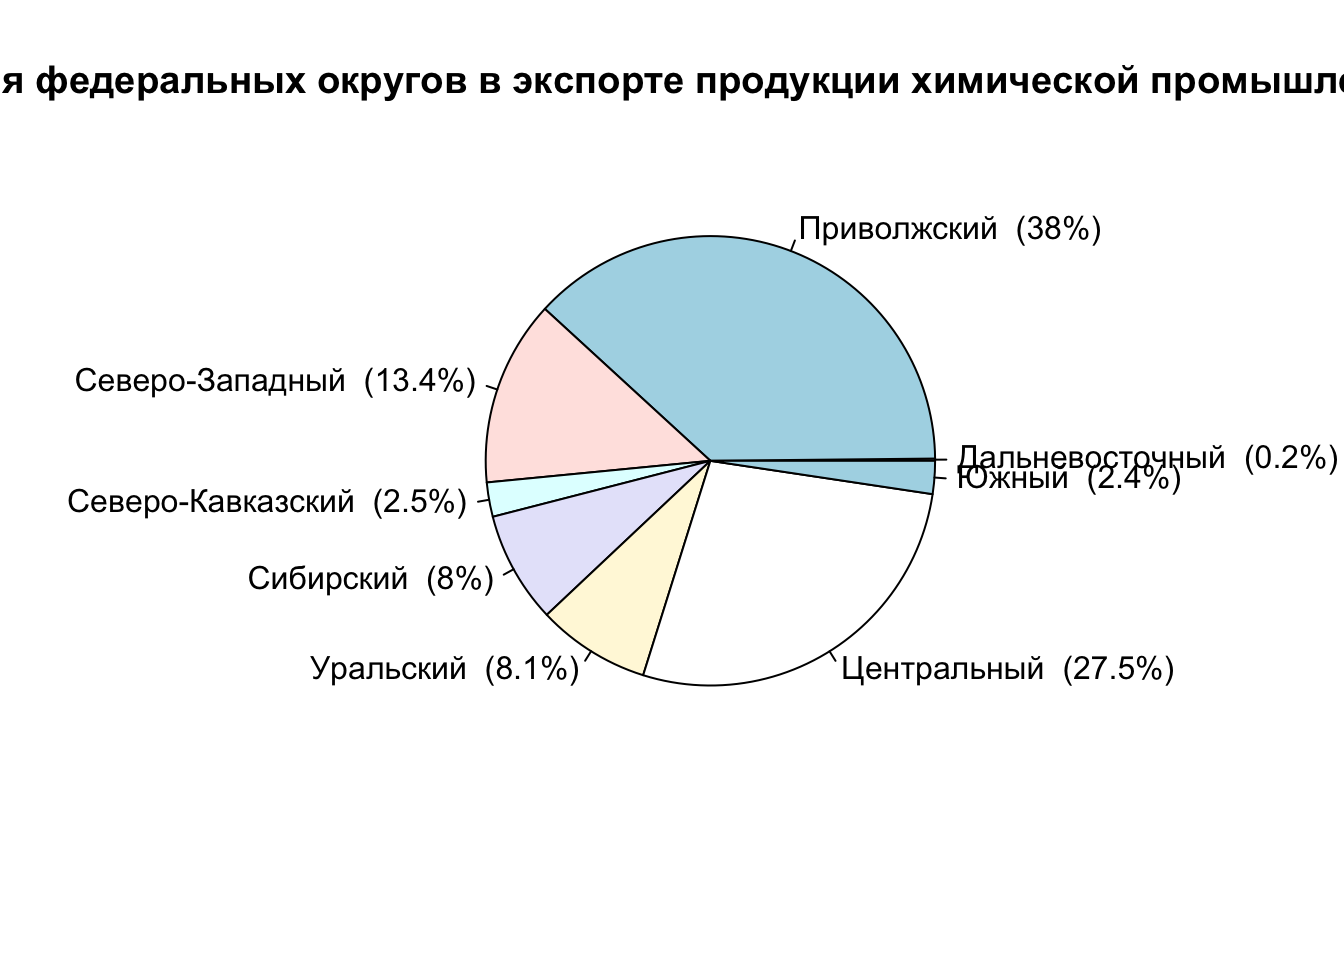 я федеральных округов в экспорте продукции химической промышле
Приволжский (38%)
Северо-Западный (13.4%)
Дальневосточный (0.2%)
Южный (2.4%)
Северо-Кавказский (2.5%)
Сибирский (8%)
Уральский (8.1%)
Центральный (27.5%)